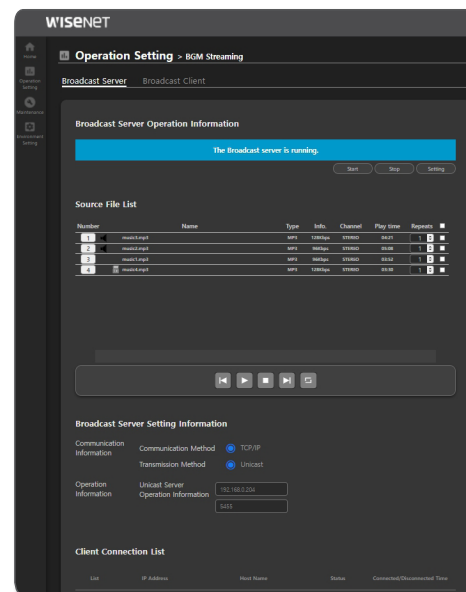 WISENET
Home
Operation Setting > BGM Streaming
Operation
Setting
Broadcast Server Broadcast Client
Maintenance
Environment
Setting
Broadcast Server Operation Information
The Broadcast server is running.
Start Stop Setting
Source File List
Number Name Type Info. Channel Play time Repeats
1 music3.mp3 MP3 128Kbps STEREO 04:21 1
2 music2.mp3 MP3 96Kbps STEREO 05:08 1
3 music1.mp3 MP3 96Kbps STEREO 03:52 1
4 music4.mp3 MP3 128Kbps STEREO 03:30 1
Broadcast Server Setting Information
Communication
Information
Communication Method TCP/IP
Transmission Method Unicast
Operation
Information
Unicast Server
Operation Information
192.168.0.204
5455
Client Connection List
List IP Address Host Name Status Connected/Disconnected Time